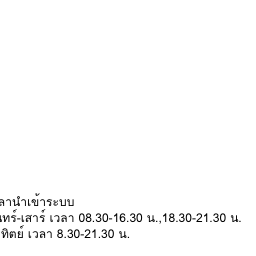 ลานำเข้าระบบ
นทร์-เสาร์ เวลา 08.30-16.30 น.,18.30-21.30 น.
ทิตย์ เวลา 8.30-21.30 น.